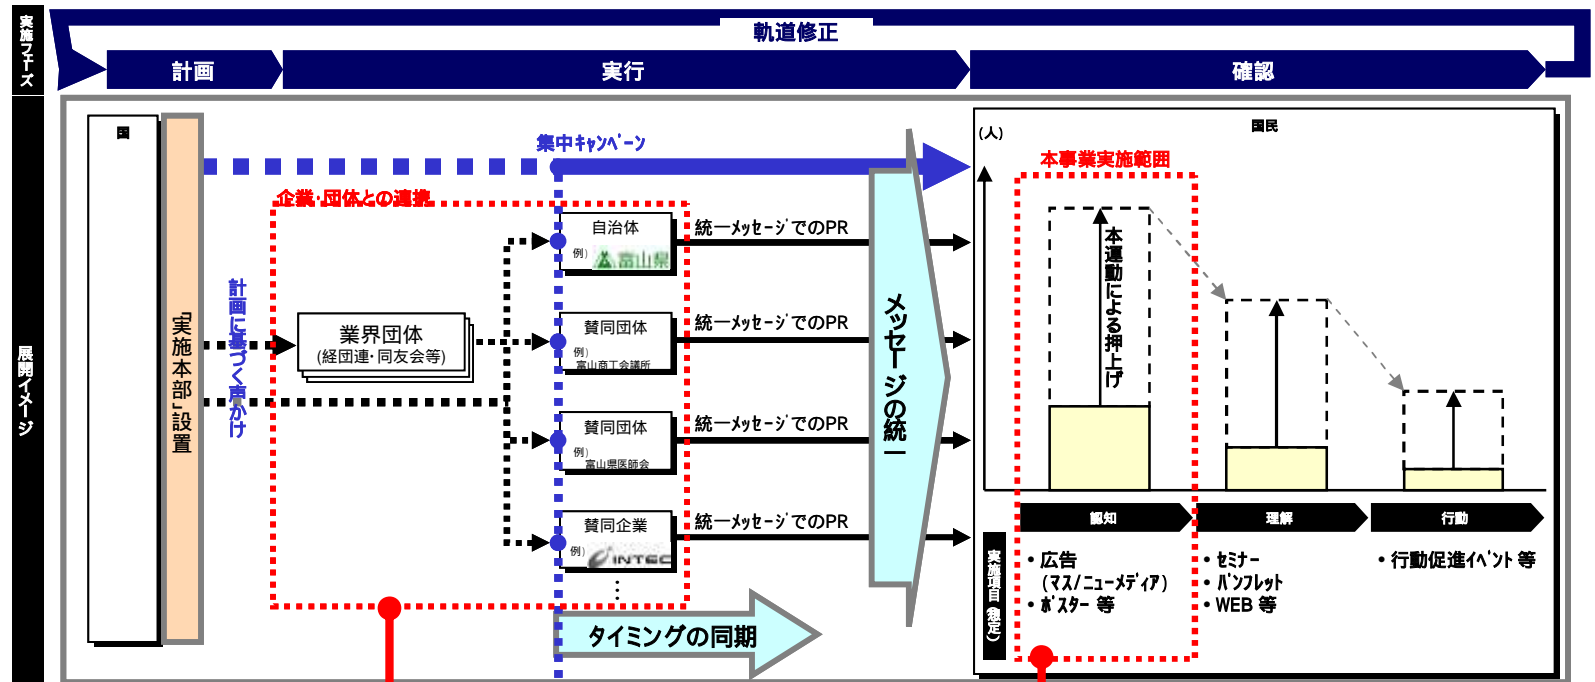 実施フェーズ
軌道修正
計画
実行
確認
展開イメージ
国
「実施本部」設置
集中キャンペーン
企業・団体との連携
計画に基づく声かけ
業界団体
(経団連・同友会等)
自治体
例)
富山県
賛同団体
例)
富山商工会議所
賛同団体
例)
富山県医師会
賛同企業
例)
INTEC
⋮
統一メッセージでのPR
統一メッセージでのPR
統一メッセージでのPR
統一メッセージでのPR
メッセージの統一
タイミングの同期
国民
(人)
本事業実施範囲
本運動による押上げ
認知
理解
行動
実施項目(想定)
・広告
(マス/ニューメディア)
・ポスター 等
・セミナー
・パンフレット
・WEB 等
・行動促進イベント 等